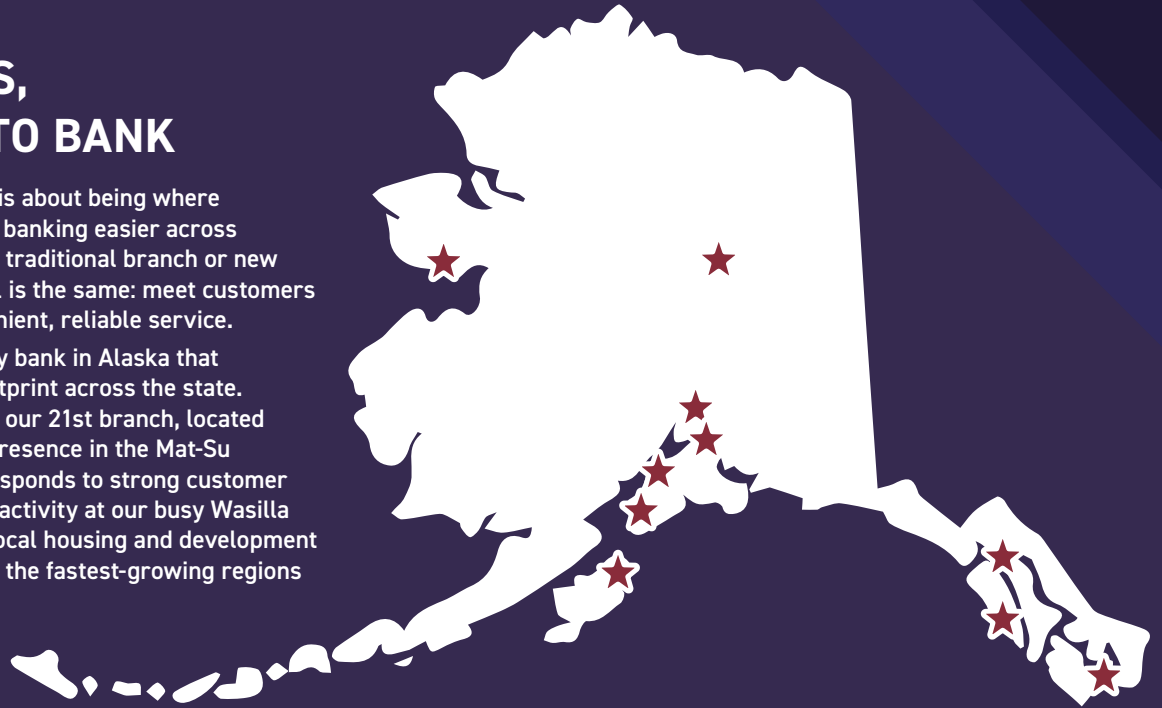 S,
TO BANK
is about being where
banking easier across
traditional branch or new
is the same: meet customers
nient, reliable service.
y bank in Alaska that
tprint across the state.
our 21st branch, located
resence in the Mat-Su
sponds to strong customer
activity at our busy Wasilla
ocal housing and development
the fastest-growing regions